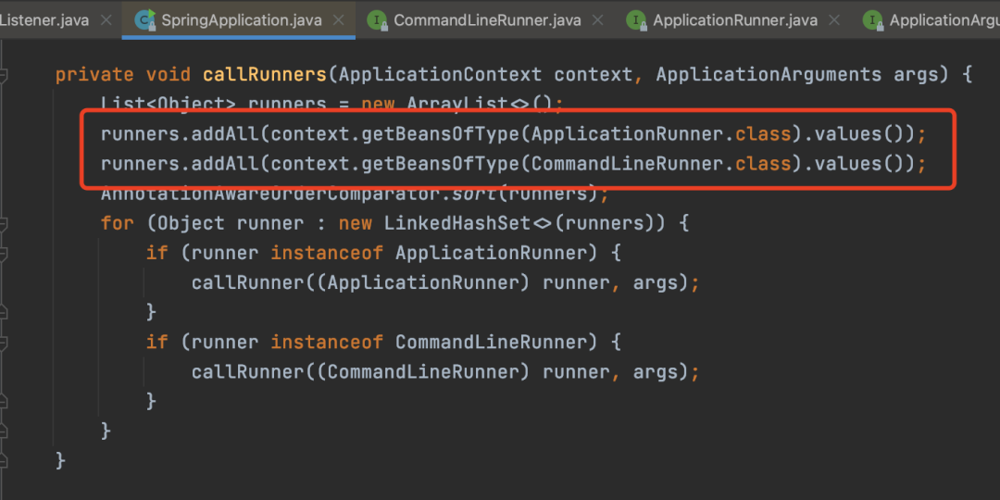 Listener.java SpringApplication.java CommandLineRunner.java ApplicationRunner.java ApplicationArgu
private void callRunners(ApplicationContext context, ApplicationArguments args) {
List<Object> runners = new ArrayList<>();
runners.addAll(context.getBeansOfType(ApplicationRunner.class).values());
runners.addAll(context.getBeansOfType(CommandLineRunner.class).values());
AnnotationAwareOrderComparator.sort(runners);
for (Object runner : new LinkedHashSet<>(runners)) {
if (runner instanceof ApplicationRunner) {
callRunner((ApplicationRunner) runner, args);
}
if (runner instanceof CommandLineRunner) {
callRunner((CommandLineRunner) runner, args);
}
}
}